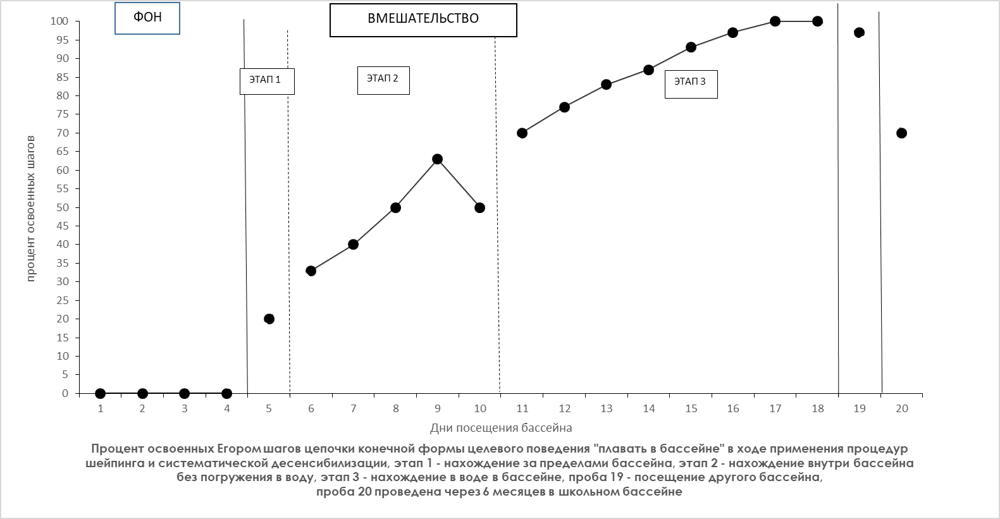 ФОН
ВМЕШАТЕЛЬСТВО
ЭТАП 1
ЭТАП 2
ЭТАП 3
процент освоенных шагов
100
95
90
85
80
75
70
65
60
55
50
45
40
35
30
25
20
15
10
5
0
1 2 3 4 5 6 7 8 9 10 11 12 13 14 15 16 17 18 19 20
Дни посещения бассейна
Процент освоенных Егором шагов цепочки конечной формы целевого поведения "плавать в бассейне" в ходе применения процедур
шейпинга и систематической десенсибилизации, этап 1 - нахождение за пределами бассейна, этап 2 - нахождение внутри бассейна
без погружения в воду, этап 3 - нахождение в воде в бассейне, проба 19 - посещение другого бассейна,
проба 20 проведена через 6 месяцев в школьном бассейне